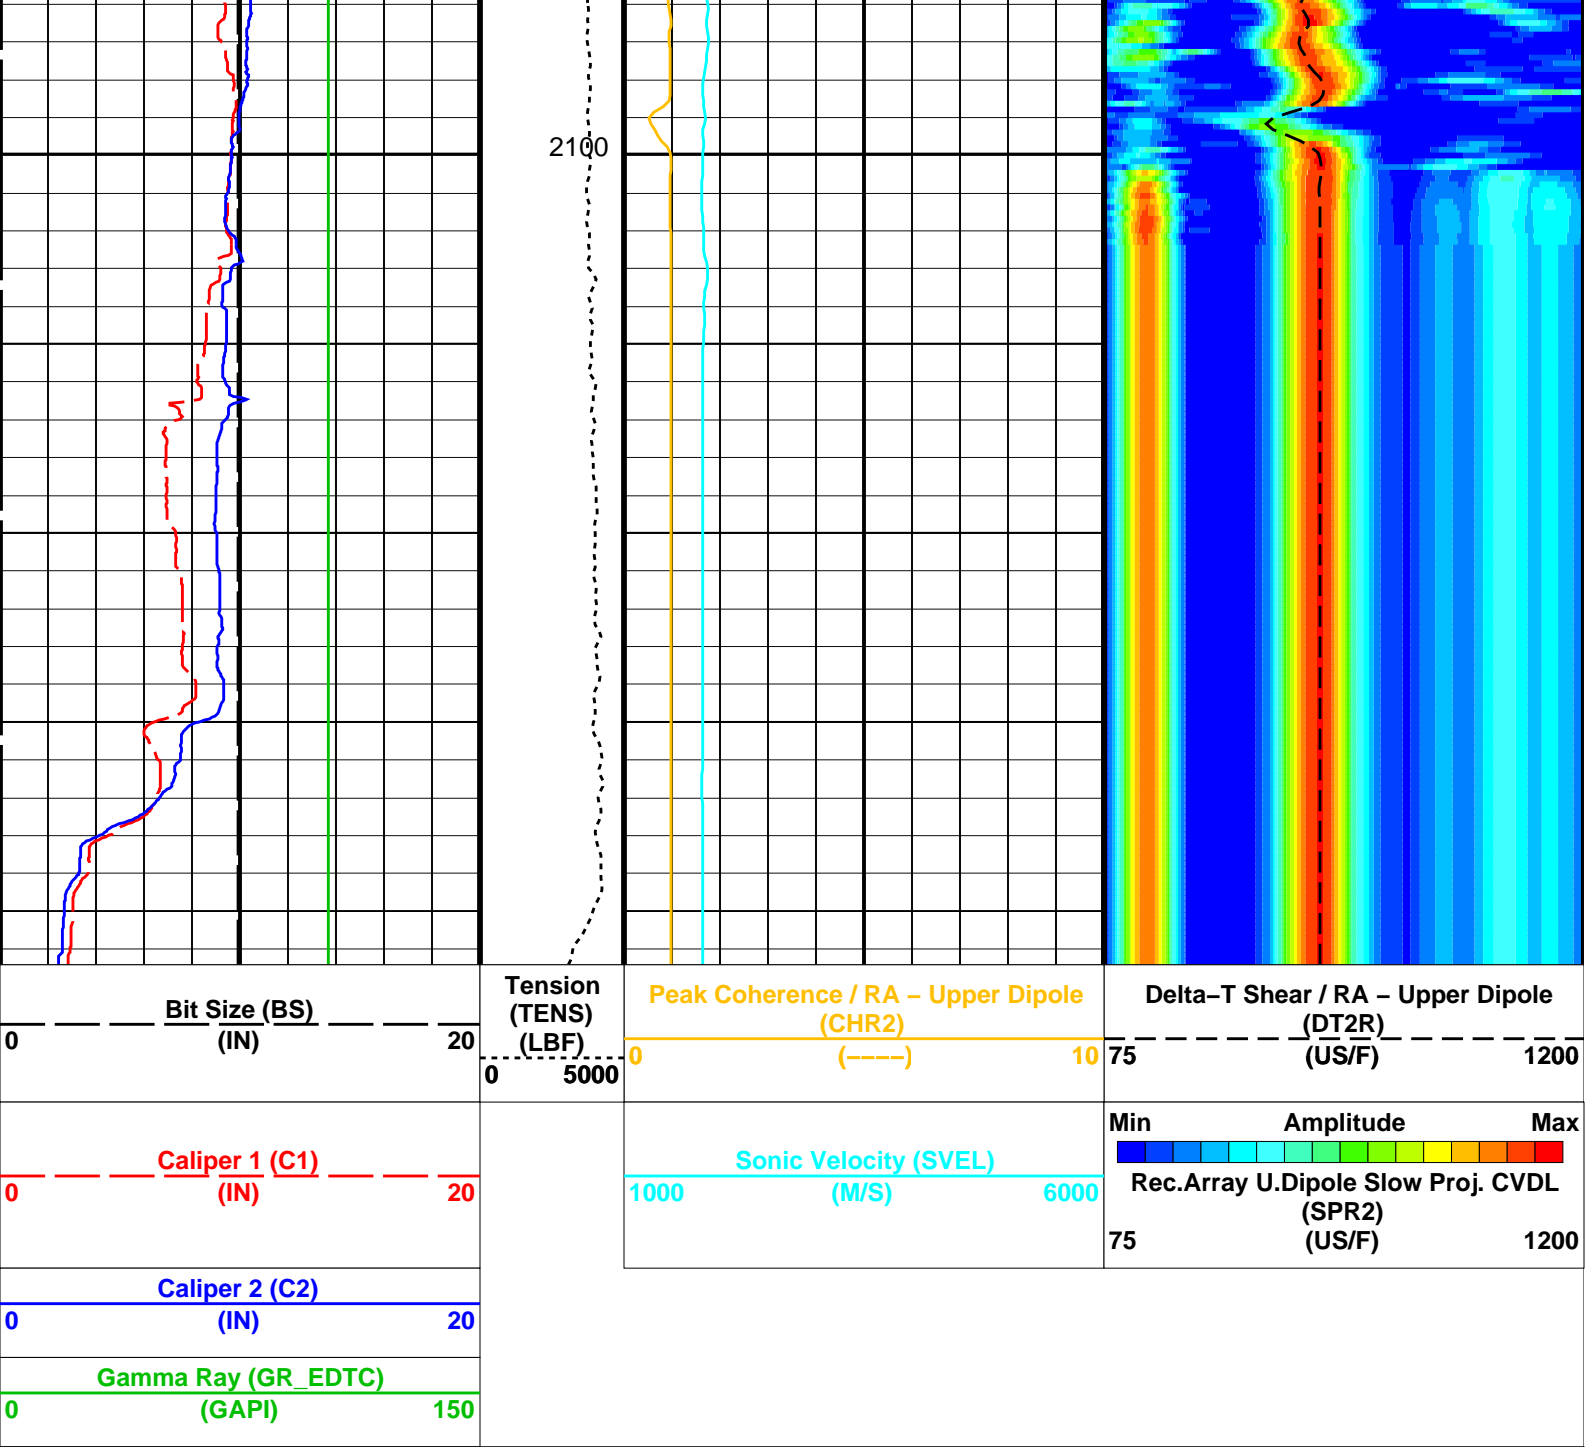 2100
Bit Size (BS)
0 (IN) 20
Tension
(TENS)
(LBF)
0 5000
Peak Coherence / RA – Upper Dipole
(CHR2)
0 (––––) 10
Delta–T Shear / RA – Upper Dipole
(DT2R)
75 (US/F) 1200
Caliper 1 (C1)
0 (IN) 20
Sonic Velocity (SVEL)
1000 (M/S) 6000
Min Amplitude Max
Rec.Array U.Dipole Slow Proj. CVDL
(SPR2)
75 (US/F) 1200
Caliper 2 (C2)
0 (IN) 20
Gamma Ray (GR_EDTC)
0 (GAPI) 150